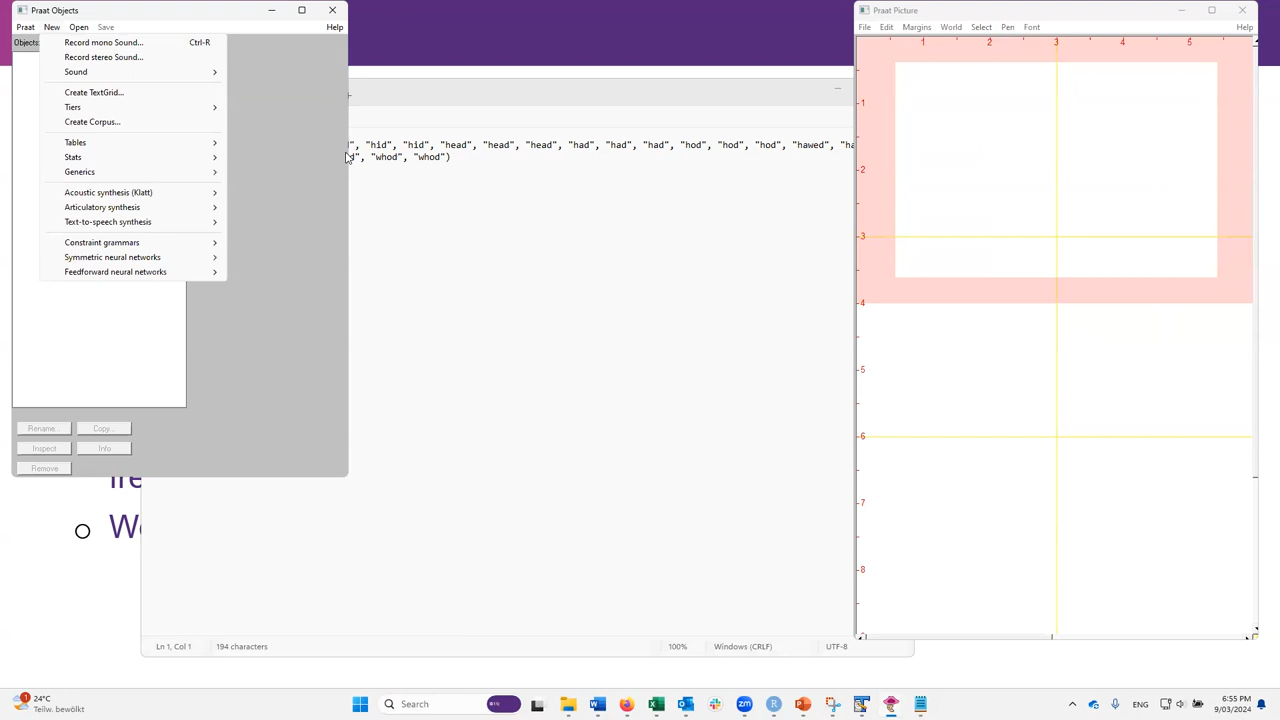 Praat Objects
Praat New Open Save Help
Objects:
Record mono Sound... Ctrl-R
Record stereo Sound...
Sound
Create TextGrid...
Tiers
Create Corpus...
Tables
Stats
Generics
Acoustic synthesis (Klatt)
Articulatory synthesis
Text-to-speech synthesis
Constraint grammars
Symmetric neural networks
Feedforward neural networks
Rename... Copy...
Inspect Info
Remove
", "hid", "hid", "head", "head", "head", "had", "had", "had", "hod", "hod", "hod", "hawed", "ha
d", "whod", "whod")
Ln 1, Col 1 194 characters 100% Windows (CRLF) UTF-8
Praat Picture
File Edit Margins World Select Pen Font Help
1 2 3 4 5
1
2
3
4
5
6
7
8
24°C
Teilw. bewölkt
Search
ENG
6:55 PM
9/03/2024